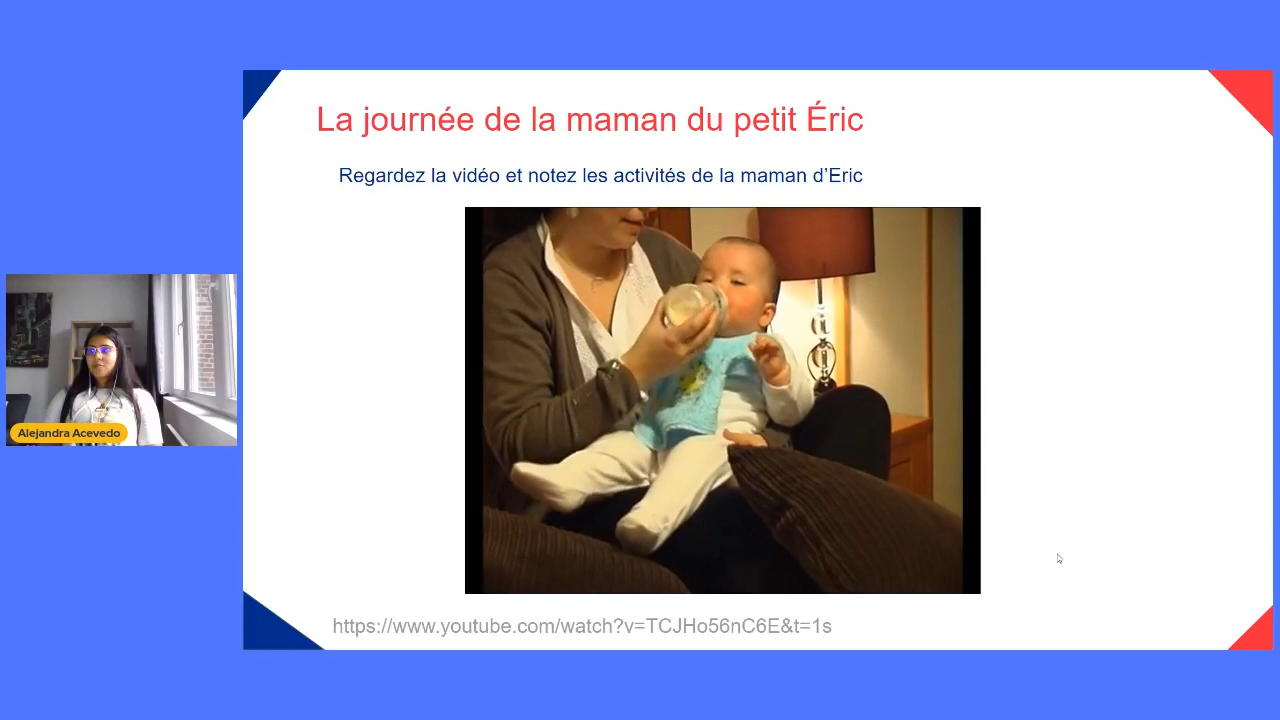 La journée de la maman du petit Éric
Regardez la vidéo et notez les activités de la maman d’Eric
Alejandra Acevedo
https://www.youtube.com/watch?v=TCJHo56nC6E&t=1s